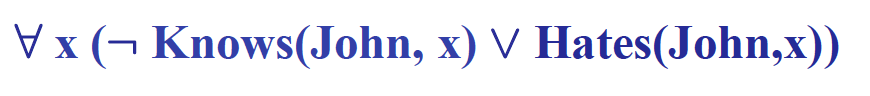 ∀ x (¬ Knows(John, x) ∨ Hates(John,x))